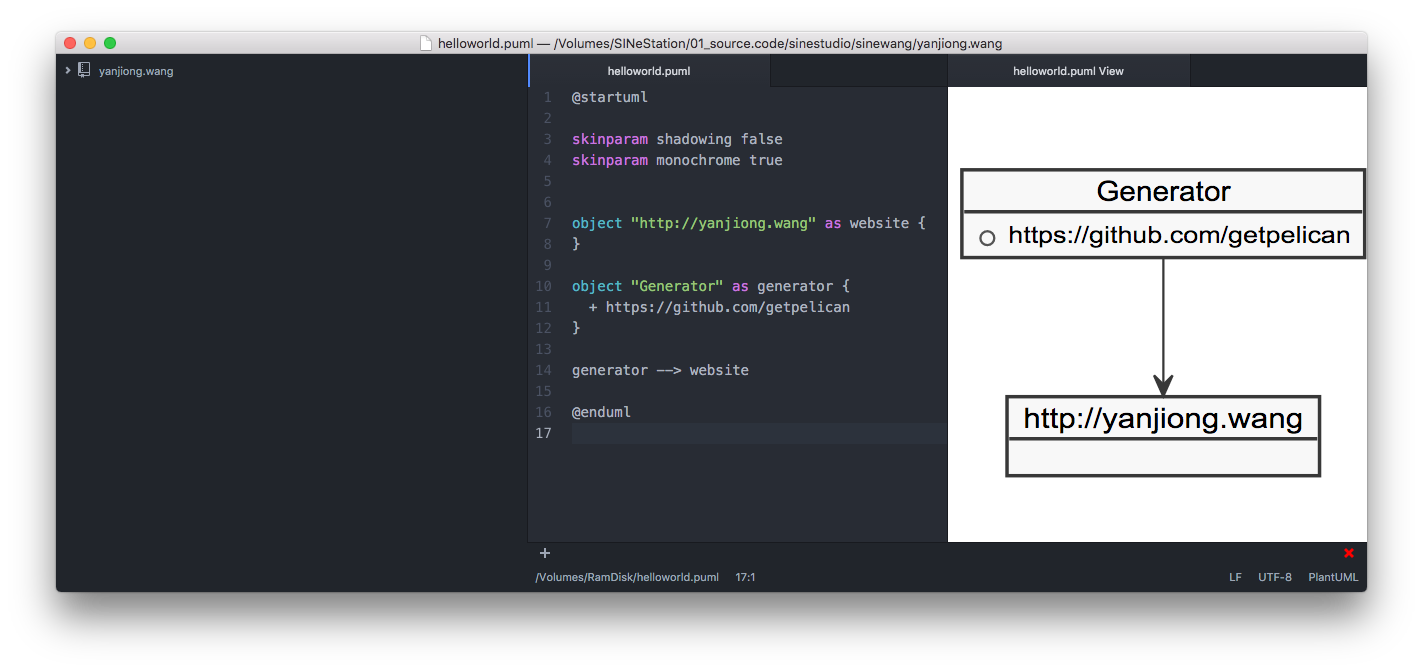 helloworld.puml — /Volumes/SINeStation/01_source.code/sinestudio/sinewang/yanjiong.wang
yanjiong.wang
helloworld.puml
helloworld.puml View
1 @startuml
2
3 skinparam shadowing false
4 skinparam monochrome true
5
6
7 object "http://yanjiong.wang" as website {
8 }
9
10 object "Generator" as generator {
11 + https://github.com/getpelican
12 }
13
14 generator --> website
15
16 @enduml
17
Generator
https://github.com/getpelican
http://yanjiong.wang
/Volumes/RamDisk/helloworld.puml 17:1
LF UTF-8 PlantUML